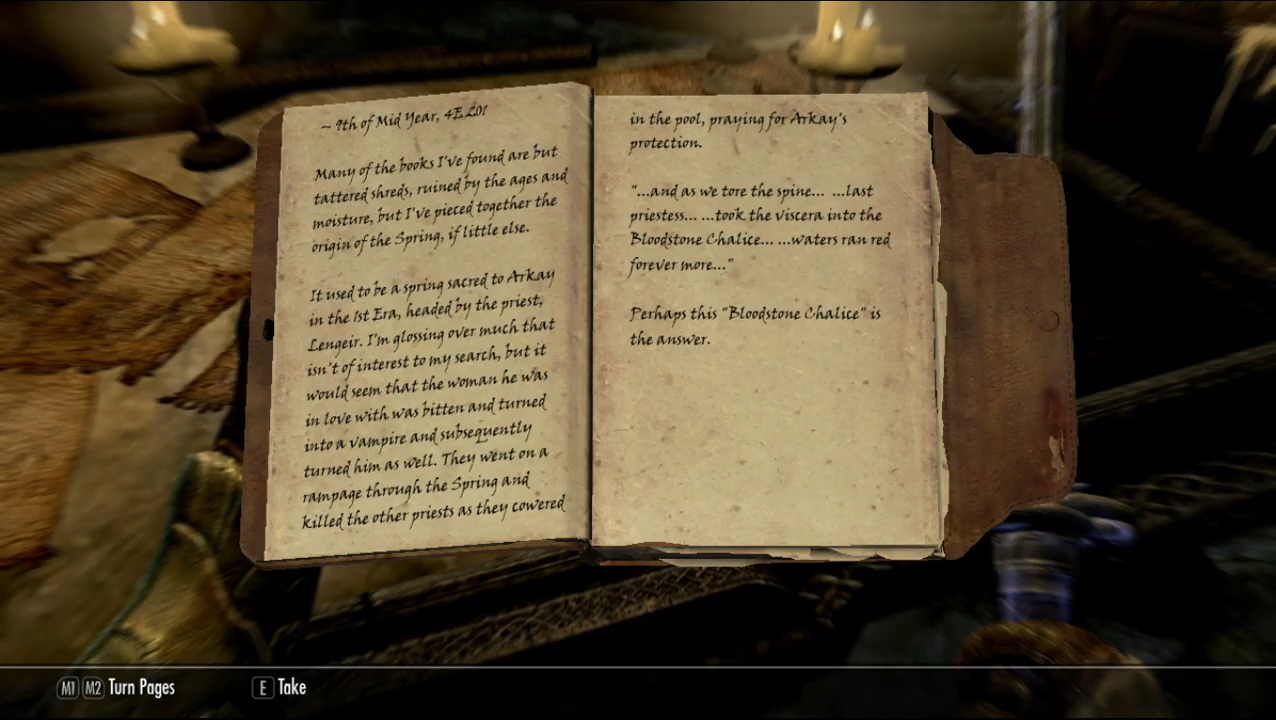 ~ 9th of Mid Year, 4E 201
Many of the books I've found are but
tattered shreds, ruined by the ages and
moisture, but I've pieced together the
origin of the Spring, if little else.
It used to be a spring sacred to Arkay
in the 1st Era, headed by the priest,
Lengeir. I'm glossing over much that
isn't of interest to my search, but it
would seem that the woman he was
in love with was bitten and turned
into a vampire and subsequently
turned him as well. They went on a
rampage through the Spring and
killed the other priests as they cowered
in the pool, praying for Arkay's
protection.
"...and as we tore the spine... ...last
priestess... ...took the viscera into the
Bloodstone Chalice... ...waters ran red
forever more..."
Perhaps this "Bloodstone Chalice" is
the answer.
M1 M2 Turn Pages
E Take